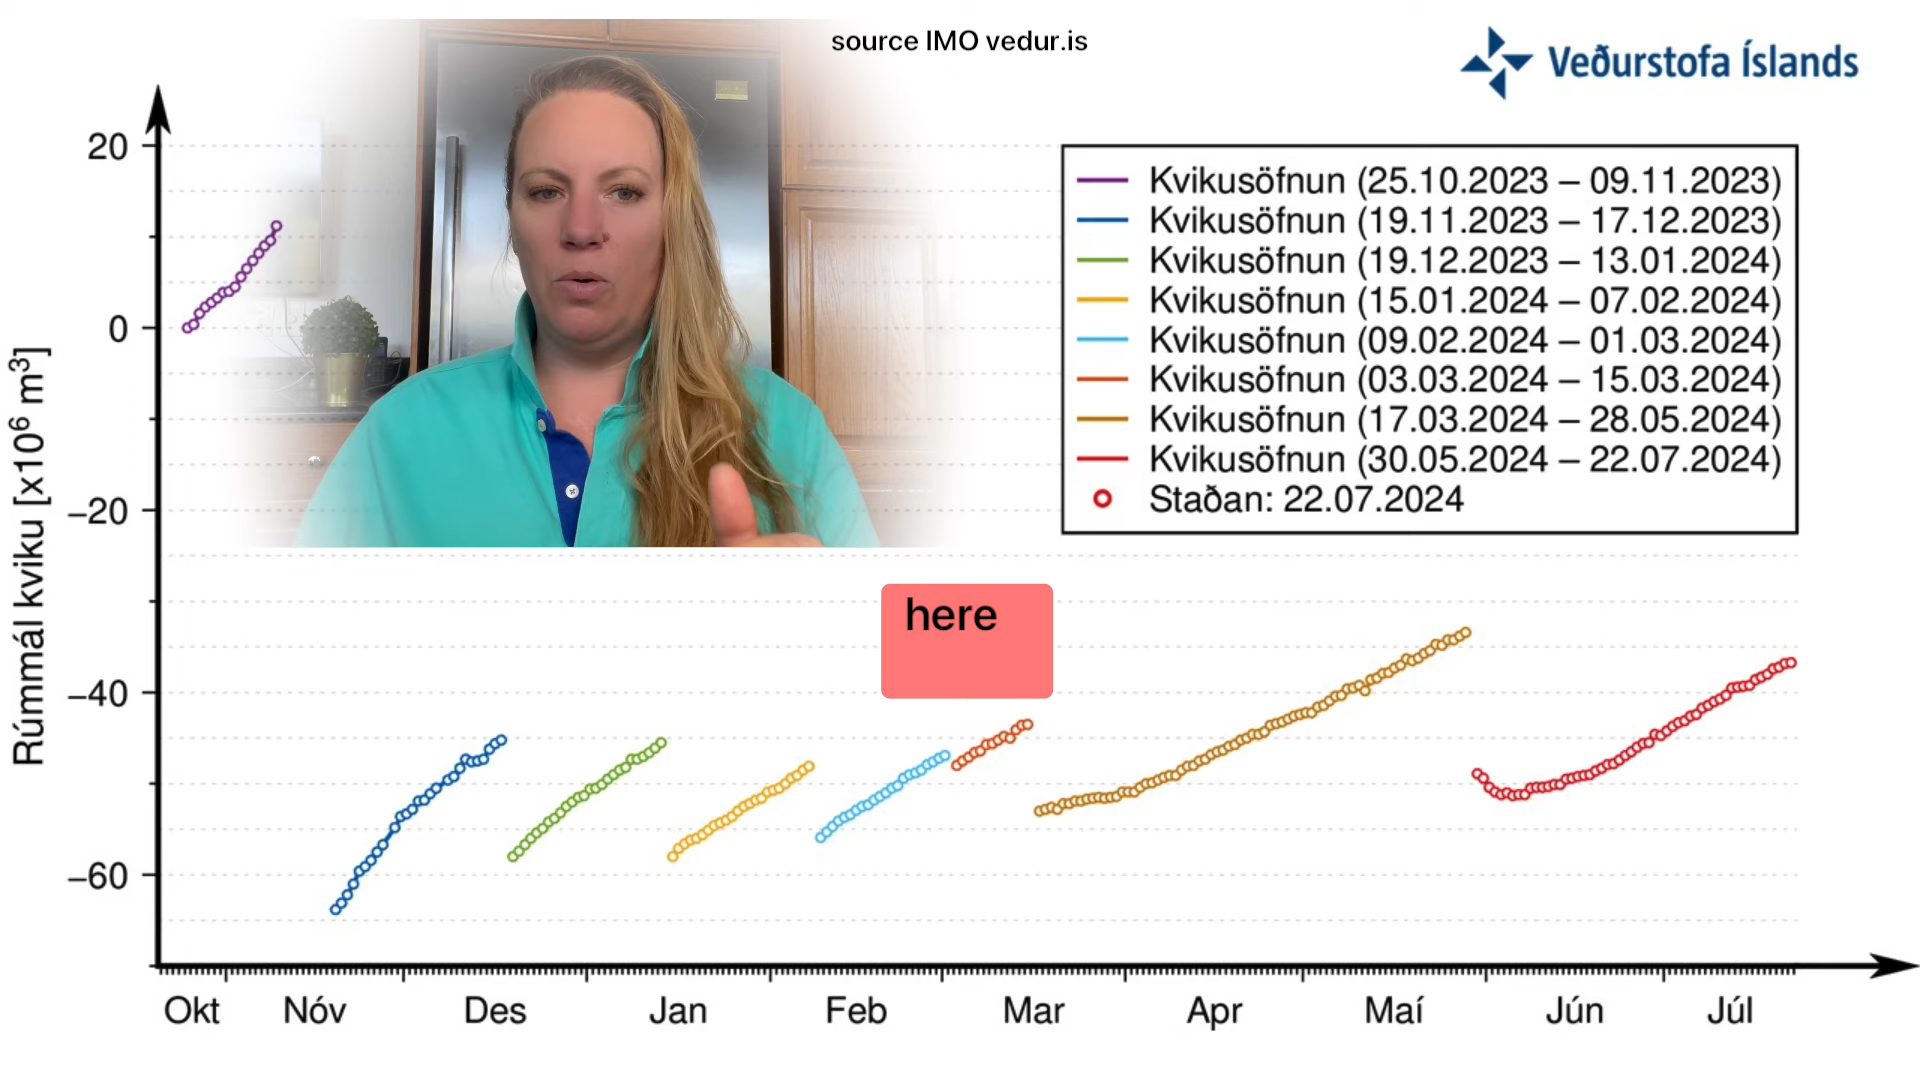 source IMO vedur.is
Veðurstofa Íslands
Rúmmál kviku [x10⁶ m³]
20
0
−20
−40
−60
Kvikusöfnun (25.10.2023 – 09.11.2023)
Kvikusöfnun (19.11.2023 – 17.12.2023)
Kvikusöfnun (19.12.2023 – 13.01.2024)
Kvikusöfnun (15.01.2024 – 07.02.2024)
Kvikusöfnun (09.02.2024 – 01.03.2024)
Kvikusöfnun (03.03.2024 – 15.03.2024)
Kvikusöfnun (17.03.2024 – 28.05.2024)
Kvikusöfnun (30.05.2024 – 22.07.2024)
Staðan: 22.07.2024
here
Okt Nóv Des Jan Feb Mar Apr Maí Jún Júl